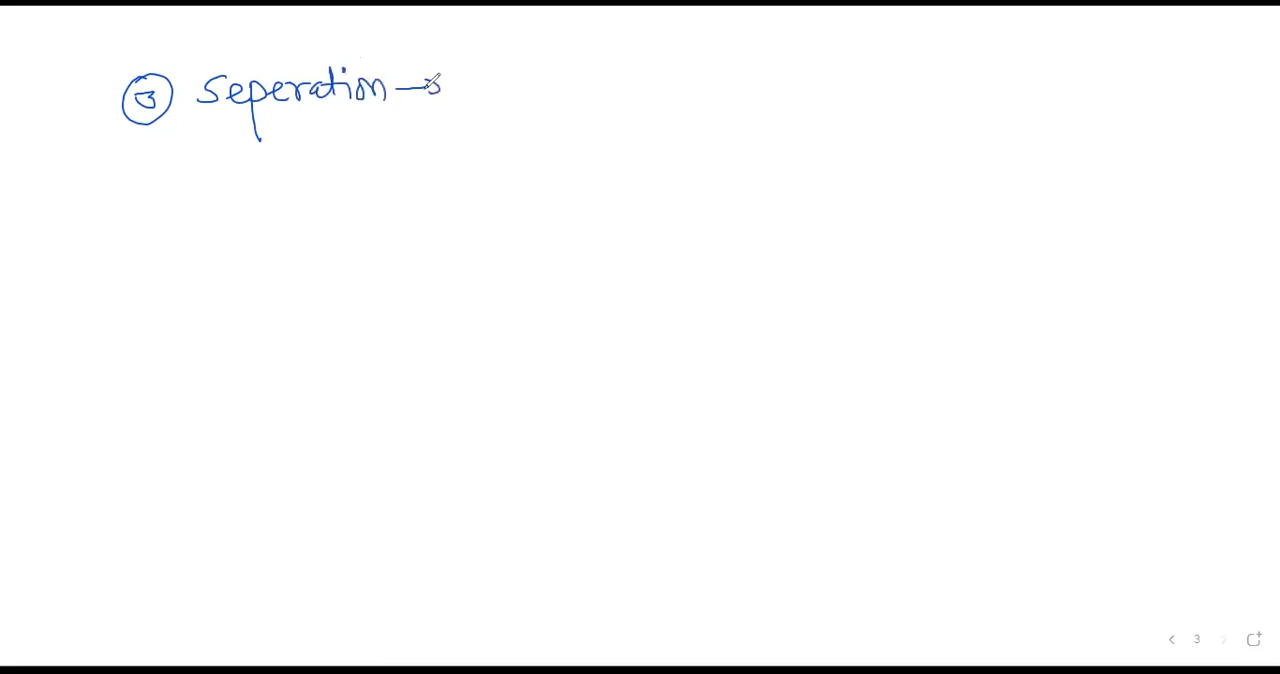 ③ Seperation →
3